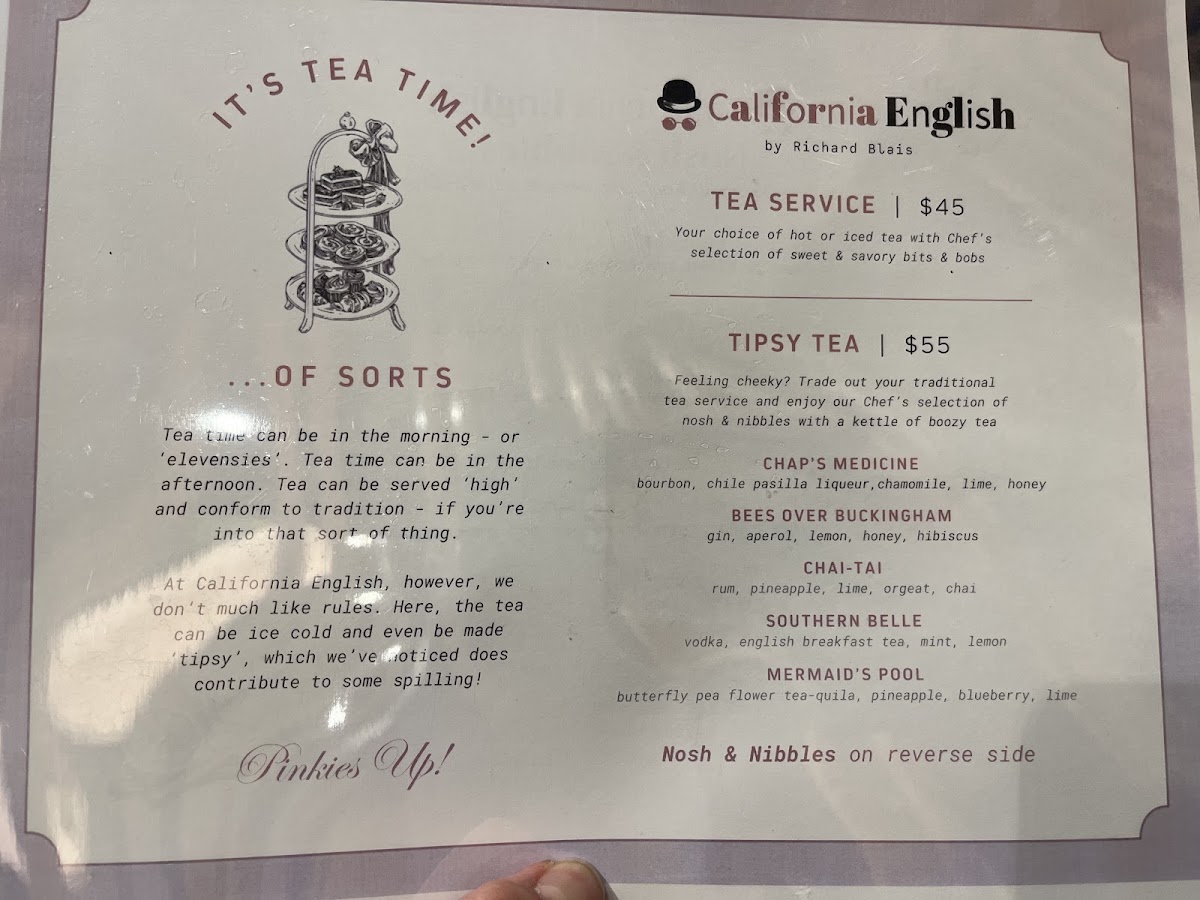 IT'S TEA TIME!
...OF SORTS
Tea time can be in the morning - or
'elevensies'. Tea time can be in the
afternoon. Tea can be served 'high'
and conform to tradition - if you're
into that sort of thing.
At California English, however, we
don't much like rules. Here, the tea
can be ice cold and even be made
'tipsy', which we've noticed does
contribute to some spilling!
Pinkies Up!
California English
by Richard Blais
TEA SERVICE | $45
Your choice of hot or iced tea with Chef's
selection of sweet & savory bits & bobs
TIPSY TEA | $55
Feeling cheeky? Trade out your traditional
tea service and enjoy our Chef's selection of
nosh & nibbles with a kettle of boozy tea
CHAP'S MEDICINE
bourbon, chile pasilla liqueur,chamomile, lime, honey
BEES OVER BUCKINGHAM
gin, aperol, lemon, honey, hibiscus
CHAI-TAI
rum, pineapple, lime, orgeat, chai
SOUTHERN BELLE
vodka, english breakfast tea, mint, lemon
MERMAID'S POOL
butterfly pea flower tea-quila, pineapple, blueberry, lime
Nosh & Nibbles on reverse side